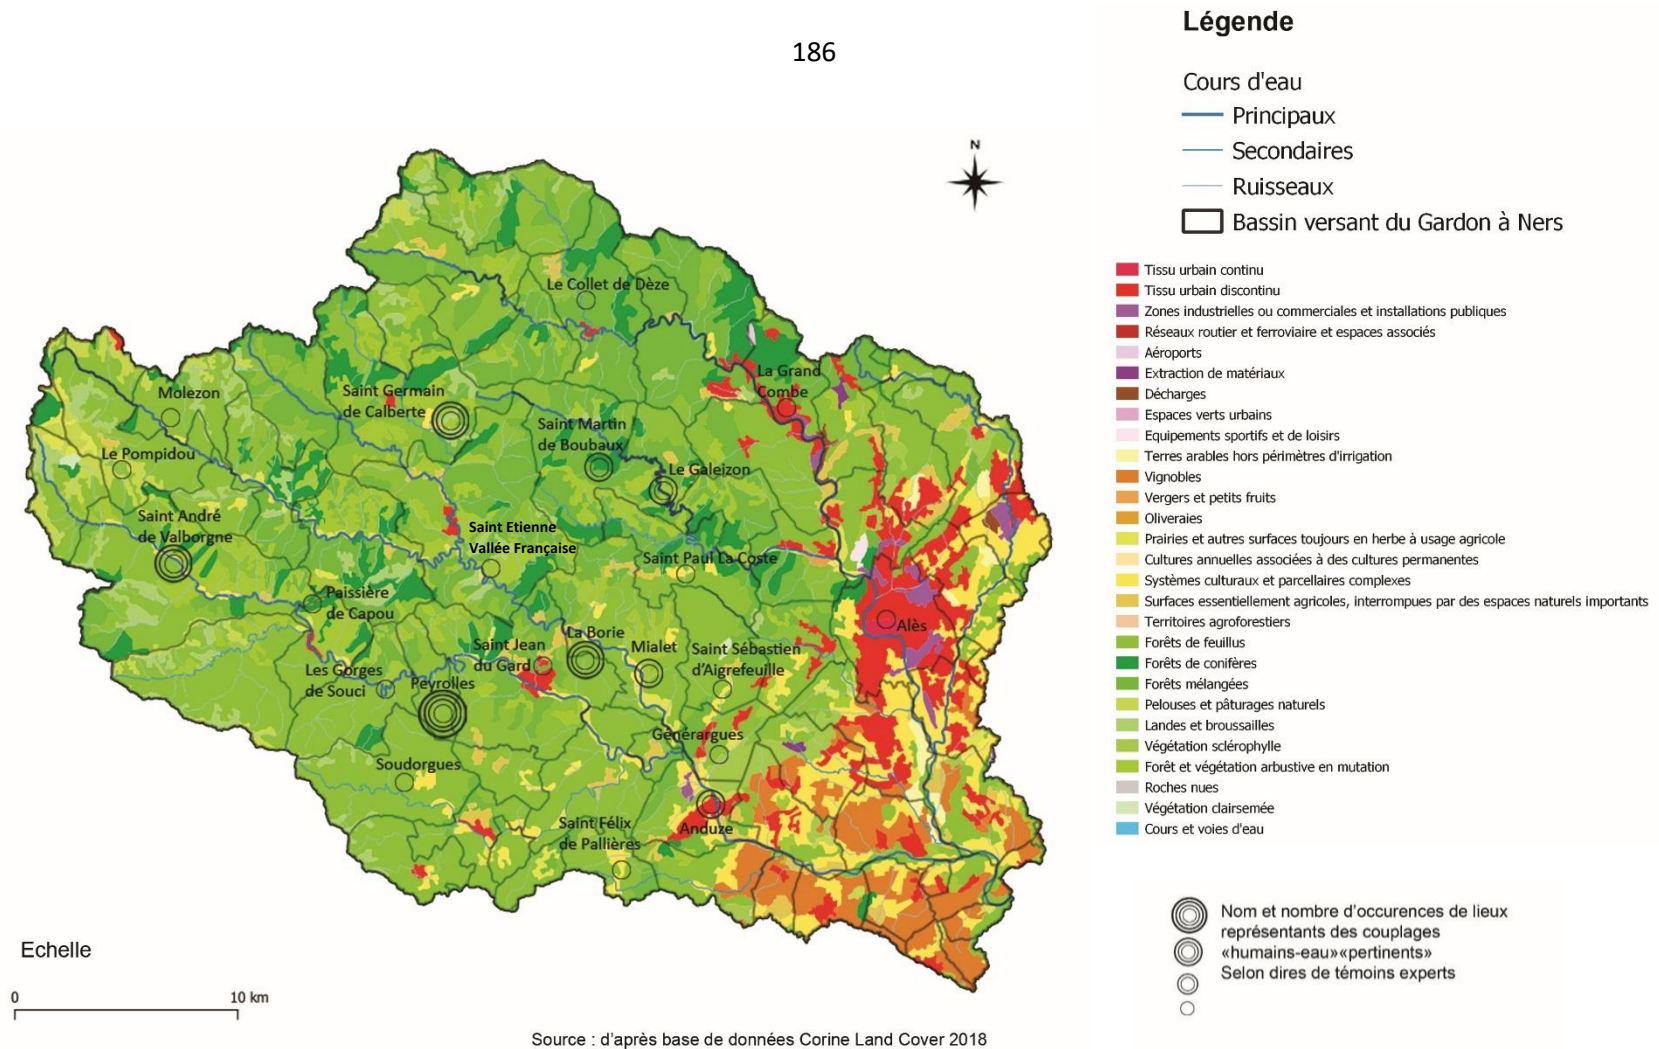 186
Légende
Cours d'eau
Principaux
Secondaires
Ruisseaux
Bassin versant du Gardon à Ners
Tissu urbain continu
Tissu urbain discontinu
Zones industrielles ou commerciales et installations publiques
Réseaux routier et ferroviaire et espaces associés
Aéroports
Extraction de matériaux
Décharges
Espaces verts urbains
Equipements sportifs et de loisirs
Terres arables hors périmètres d'irrigation
Vignobles
Vergers et petits fruits
Oliveraies
Prairies et autres surfaces toujours en herbe à usage agricole
Cultures annuelles associées à des cultures permanentes
Systèmes culturaux et parcellaires complexes
Surfaces essentiellement agricoles, interrompues par des espaces naturels importants
Territoires agroforestiers
Forêts de feuillus
Forêts de conifères
Forêts mélangées
Pelouses et pâturages naturels
Landes et broussailles
Végétation sclérophylle
Forêt et végétation arbustive en mutation
Roches nues
Végétation clairsemée
Cours et voies d'eau
Nom et nombre d'occurences de lieux
représentants des couplages
«humains-eau»«pertinents»
Selon dires de témoins experts
N
Le Collet de Dèze
La Grand
Combe
Molezon
Saint Germain
de Calberte
Saint Martin
de Boubaux
Le Pompidou
Le Galeizon
Saint André
de Valborgne
Saint Etienne
Vallée Française
Saint Paul La Coste
Paissière
de Capou
Alès
La Borie
Saint Jean
du Gard
Mialet
Saint Sébastien
d'Aigrefeuille
Les Gorges
de Souci
Peyrolles
Générargues
Soudorgues
Saint Félix
de Pallières
Anduze
Echelle
0
10 km
Source : d'après base de données Corine Land Cover 2018